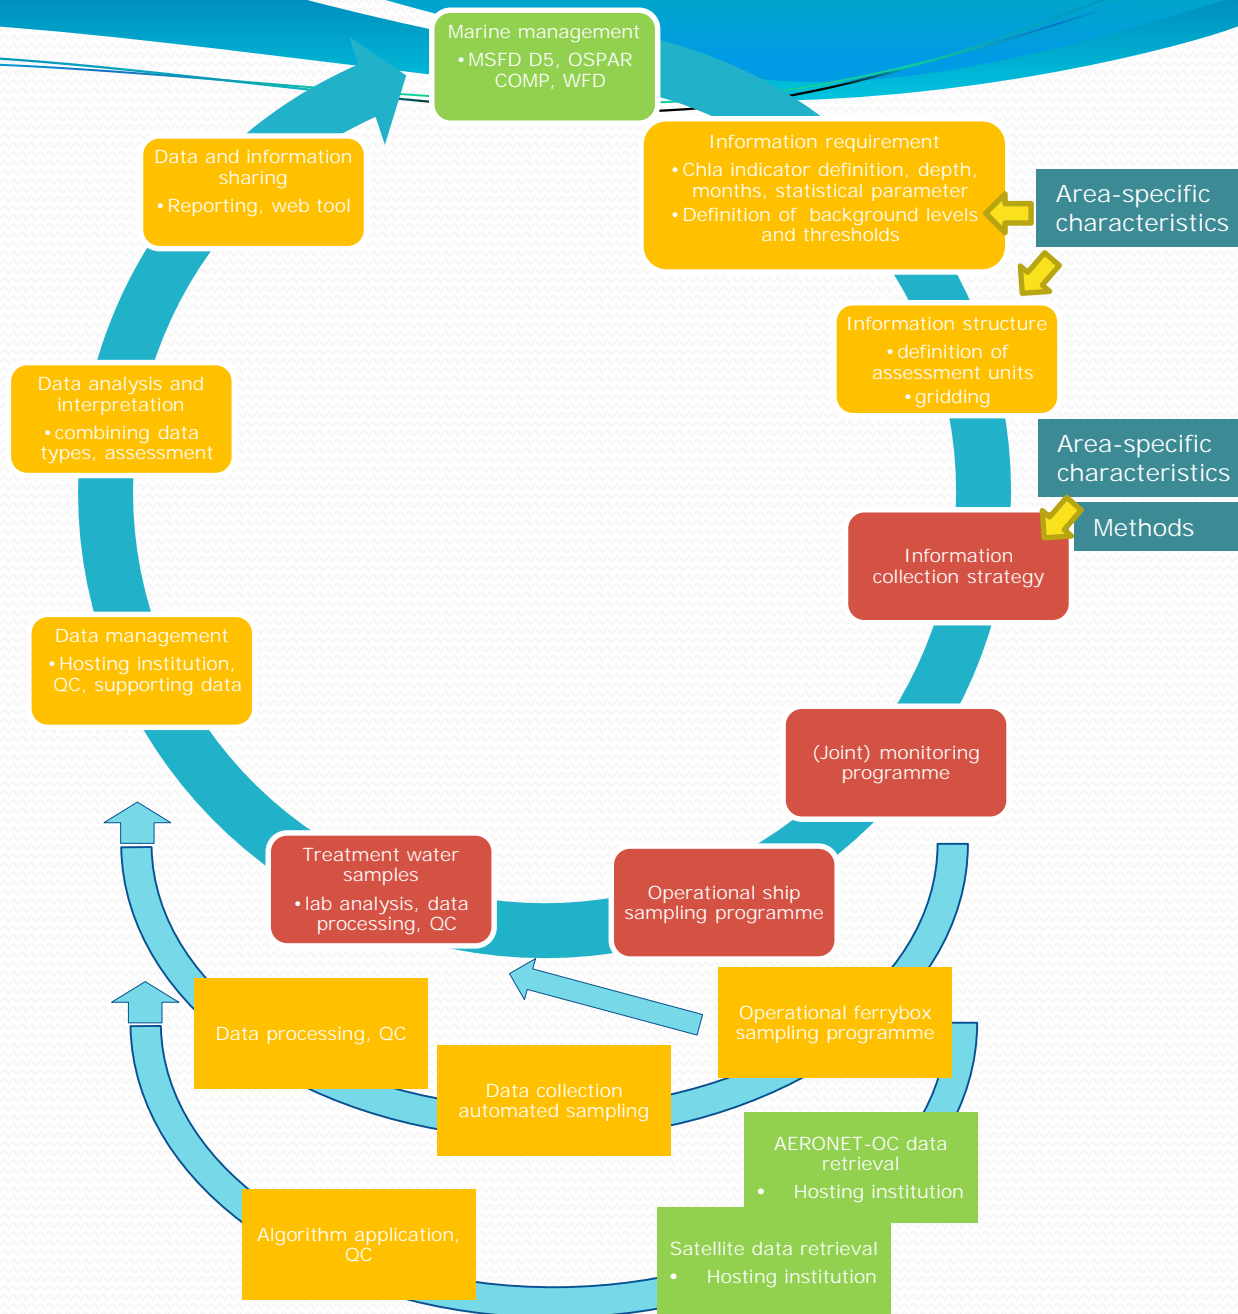 Marine management
• MSFD D5, OSPAR
COMP, WFD
Information requirement
• Chla indicator definition, depth,
months, statistical parameter
• Definition of background levels
and thresholds
Area-specific
characteristics
Information structure
• definition of
assessment units
• gridding
Area-specific
characteristics
Methods
Information
collection strategy
(Joint) monitoring
programme
Operational ship
sampling programme
Treatment water
samples
• lab analysis, data
processing, QC
Data management
• Hosting institution,
QC, supporting data
Data analysis and
interpretation
• combining data
types, assessment
Data and information
sharing
• Reporting, web tool
Operational ferrybox
sampling programme
Data collection
automated sampling
Data processing, QC
AERONET-OC data
retrieval
• Hosting institution
Satellite data retrieval
• Hosting institution
Algorithm application,
QC